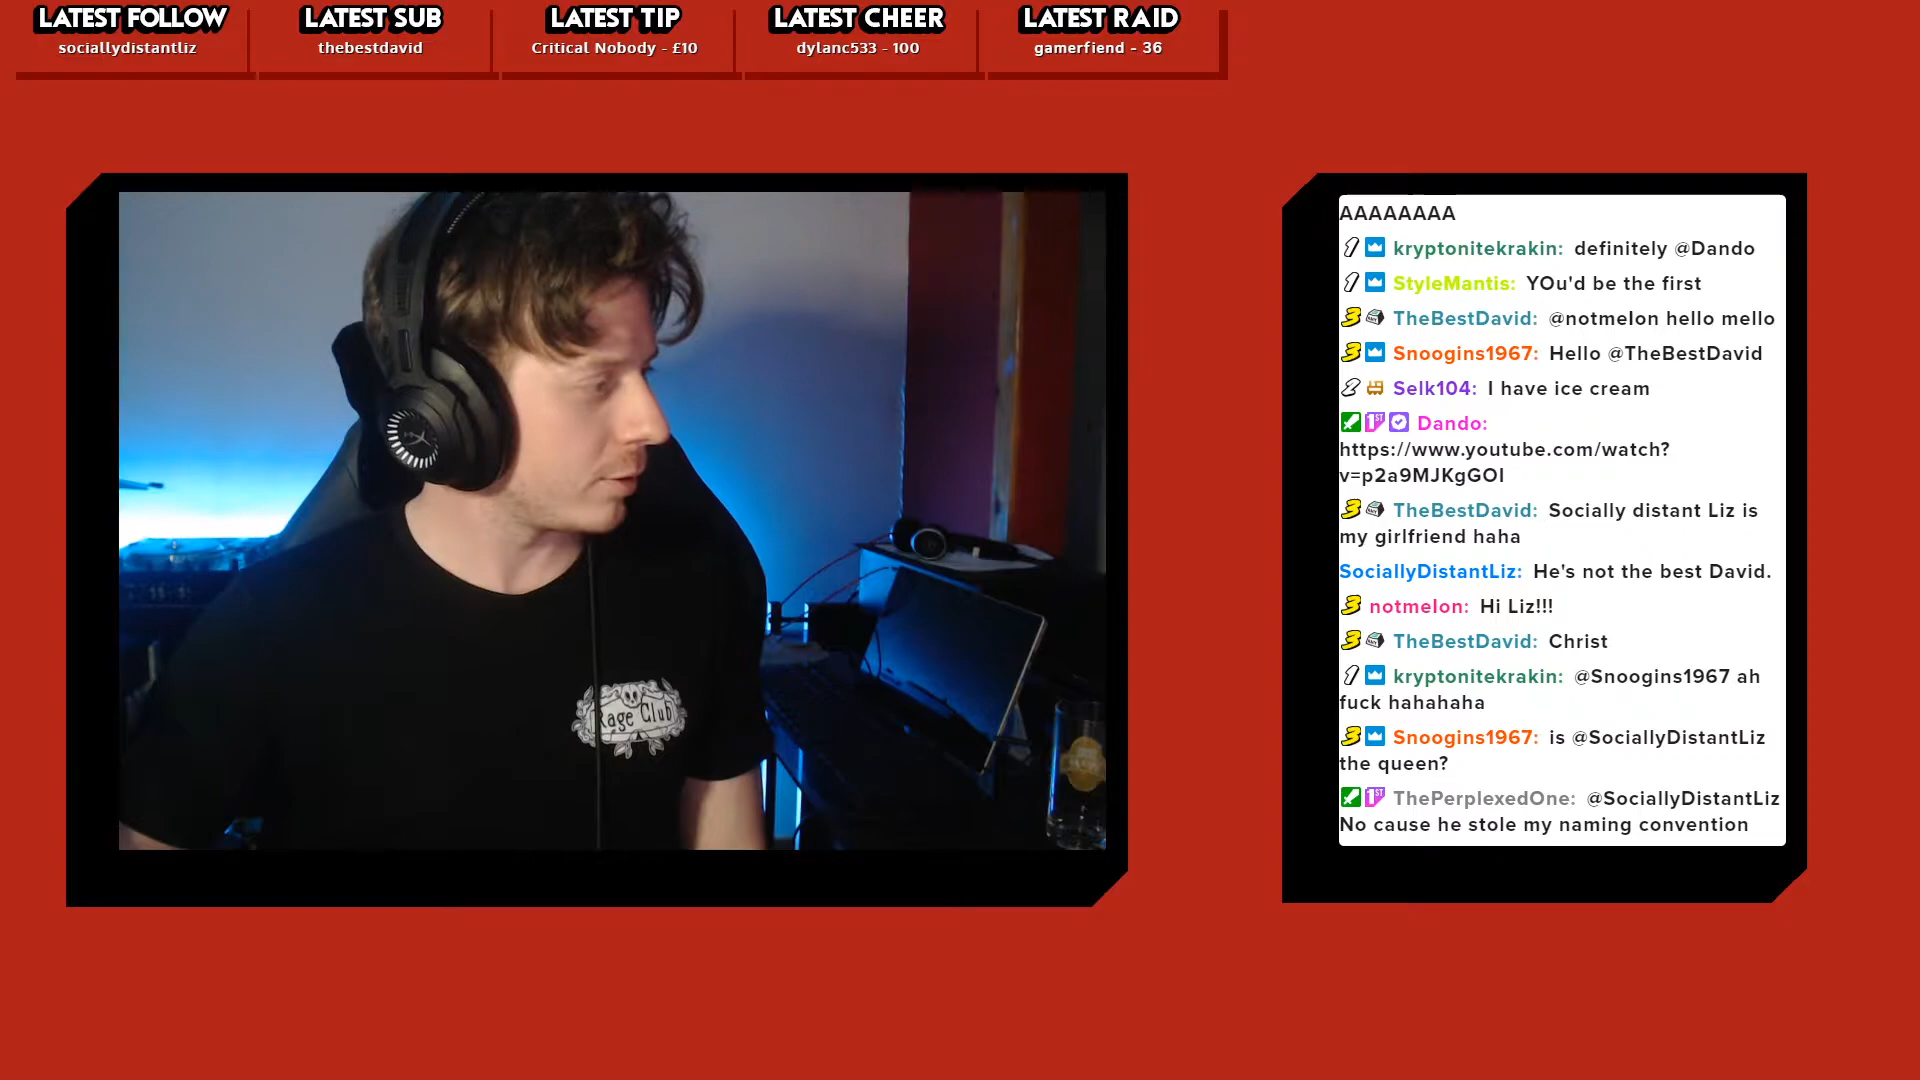 LATEST FOLLOW
sociallydistantliz
LATEST SUB
thebestdavid
LATEST TIP
Critical Nobody - £10
LATEST CHEER
dylanc533 - 100
LATEST RAID
gamerfiend - 36
Rage Club
AAAAAAAA
kryptonitekrakin: definitely @Dando
StyleMantis: YOu'd be the first
TheBestDavid: @notmelon hello mello
Snoogins1967: Hello @TheBestDavid
Selk104: I have ice cream
Dando:
https://www.youtube.com/watch?
v=p2a9MJKgGOI
TheBestDavid: Socially distant Liz is
my girlfriend haha
SociallyDistantLiz: He's not the best David.
notmelon: Hi Liz!!!
TheBestDavid: Christ
kryptonitekrakin: @Snoogins1967 ah
fuck hahahaha
Snoogins1967: is @SociallyDistantLiz
the queen?
ThePerplexedOne: @SociallyDistantLiz
No cause he stole my naming convention